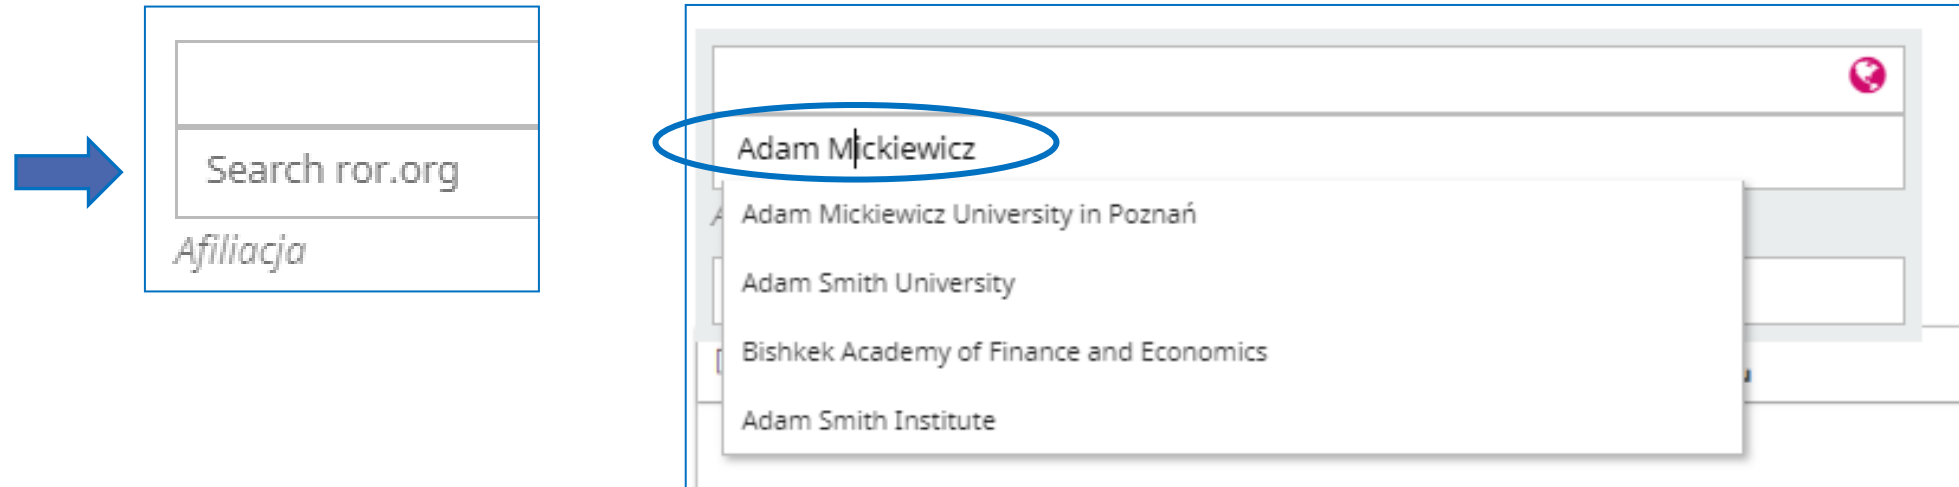 Search ror.org
Afiliacja
Adam Mickiewicz
Adam Mickiewicz University in Poznań
Adam Smith University
Bishkek Academy of Finance and Economics
Adam Smith Institute